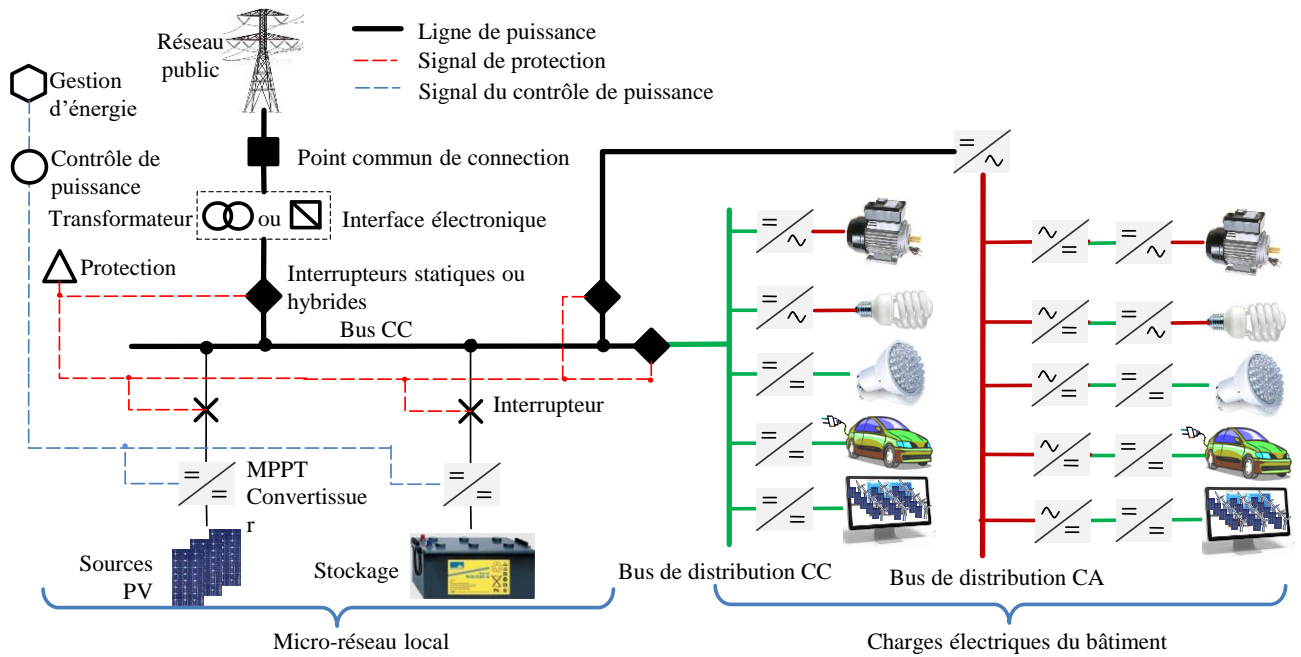 Réseau
public
Ligne de puissance
Signal de protection
Signal du contrôle de puissance
Gestion
d'énergie
Contrôle de
puissance
Point commun de connection
Transformateur
ou
Interface électronique
Protection
Interrupteurs statiques ou
hybrides
Bus CC
Interrupteur
MPPT
Convertissue
r
Sources
PV
Stockage
Bus de distribution CC
Bus de distribution CA
Micro-réseau local
Charges électriques du bâtiment